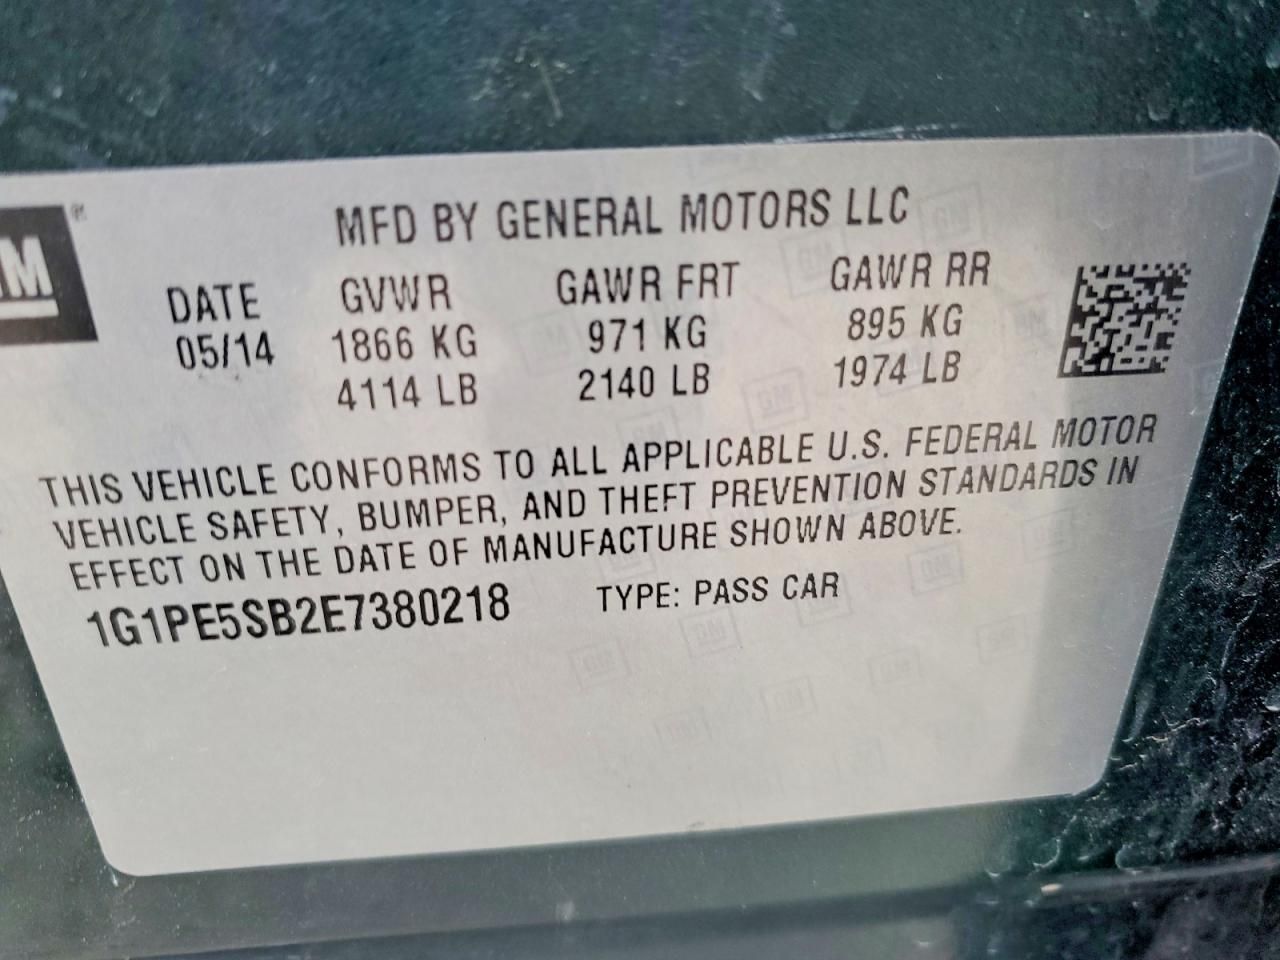 GM®
MFD BY GENERAL MOTORS LLC
DATE GVWR GAWR FRT GAWR RR
05/14 1866 KG 971 KG 895 KG
4114 LB 2140 LB 1974 LB
THIS VEHICLE CONFORMS TO ALL APPLICABLE U.S. FEDERAL MOTOR
VEHICLE SAFETY, BUMPER, AND THEFT PREVENTION STANDARDS IN
EFFECT ON THE DATE OF MANUFACTURE SHOWN ABOVE.
1G1PE5SB2E7380218 TYPE: PASS CAR